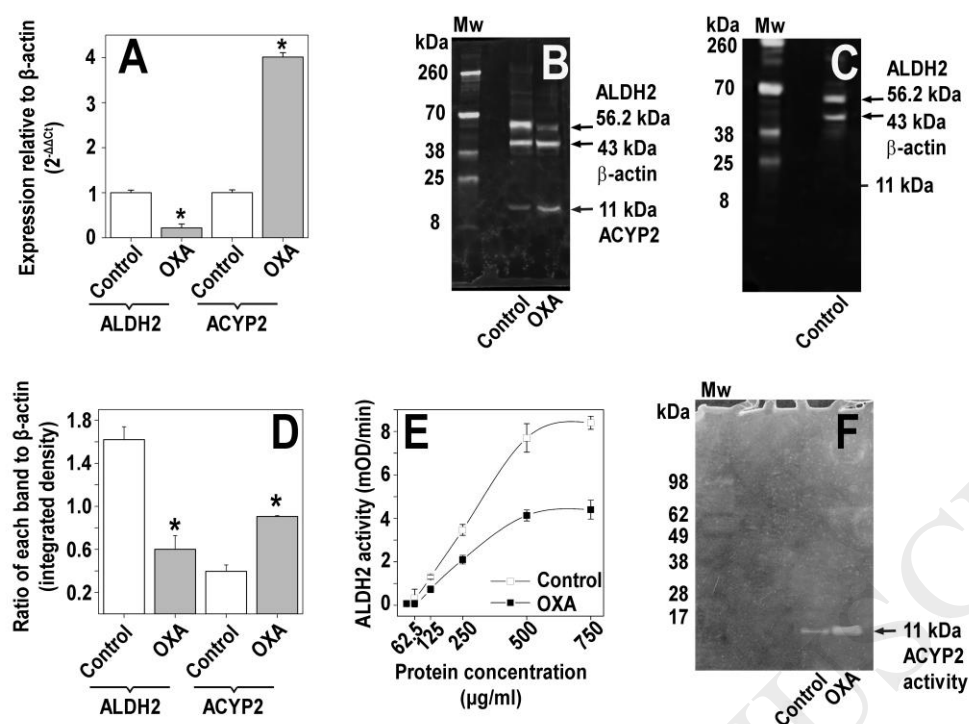 A
Expression relative to β-actin
(2^-ΔΔCt)
4
2
1
0
*
*
Control
OXA
Control
OXA
ALDH2
ACYP2
B
Mw
kDa
260
70
38
25
8
ALDH2
56.2 kDa
43 kDa
β-actin
11 kDa
ACYP2
Control
OXA
C
Mw
kDa
260
70
38
25
8
ALDH2
56.2 kDa
43 kDa
β-actin
11 kDa
Control
D
Ratio of each band to β-actin
(integrated density)
1.8
1.4
1.0
0.6
0.2
*
*
Control
OXA
Control
OXA
ALDH2
ACYP2
E
ALDH2 activity (mOD/min)
8
6
4
2
0
Control
OXA
62.5
125
250
500
750
Protein concentration
(µg/ml)
F
Mw
kDa
98
62
49
38
28
17
11 kDa
ACYP2
activity
Control
OXA